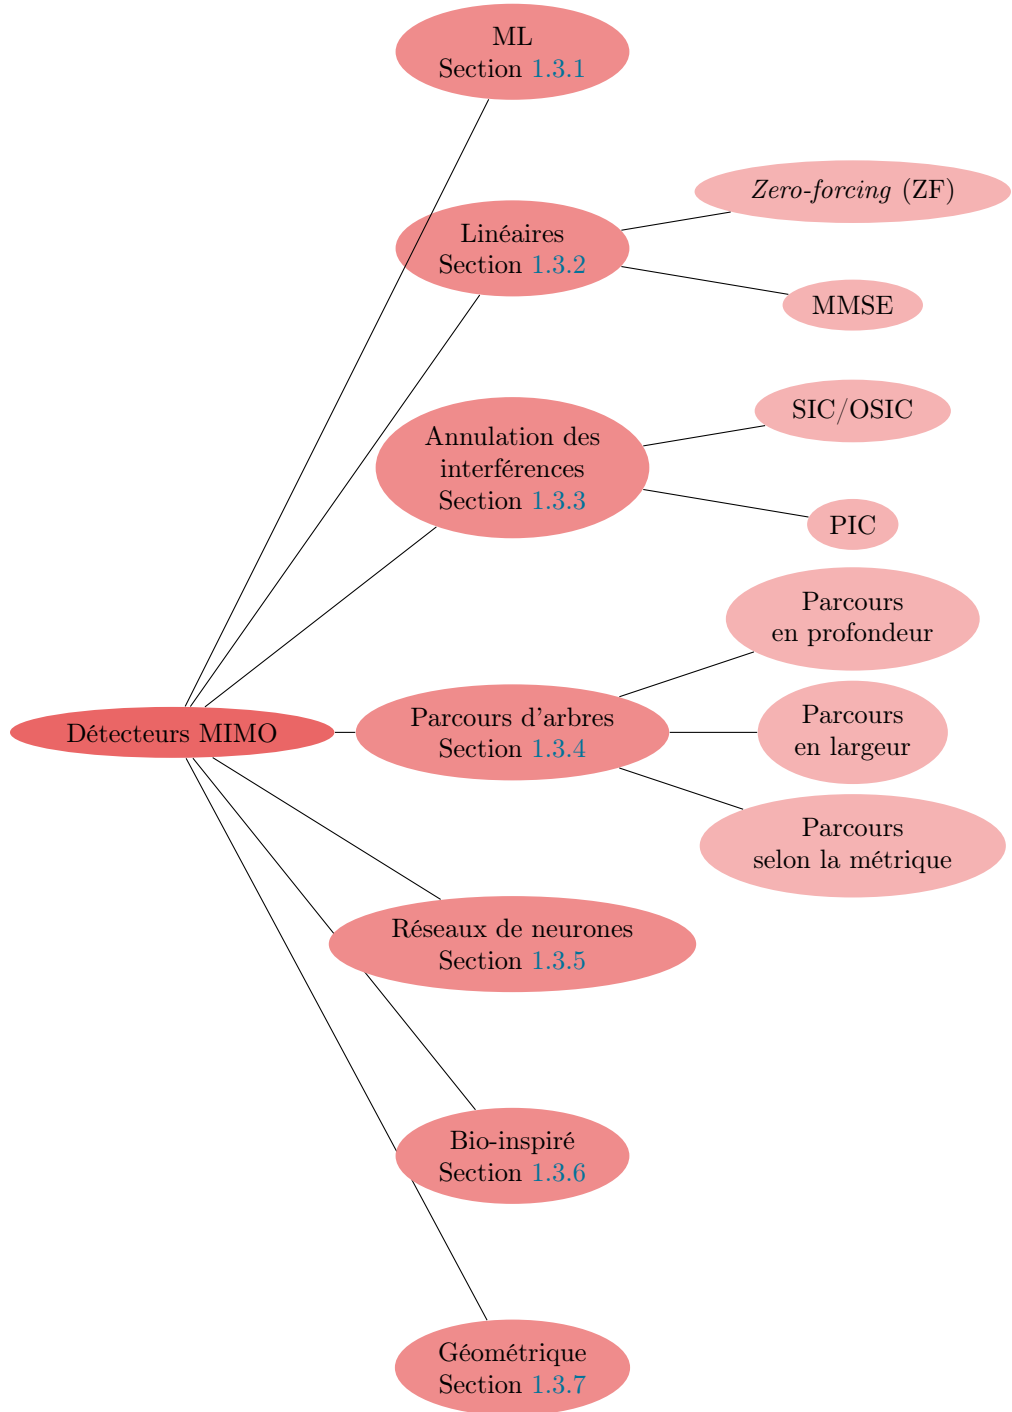 ML
Section 1.3.1
Zero-forcing (ZF)
Linéaires
Section 1.3.2
MMSE
SIC/OSIC
Annulation des
interférences
Section 1.3.3
PIC
Parcours
en profondeur
Détecteurs MIMO
Parcours d'arbres
Section 1.3.4
Parcours
en largeur
Parcours
selon la métrique
Réseaux de neurones
Section 1.3.5
Bio-inspiré
Section 1.3.6
Géométrique
Section 1.3.7